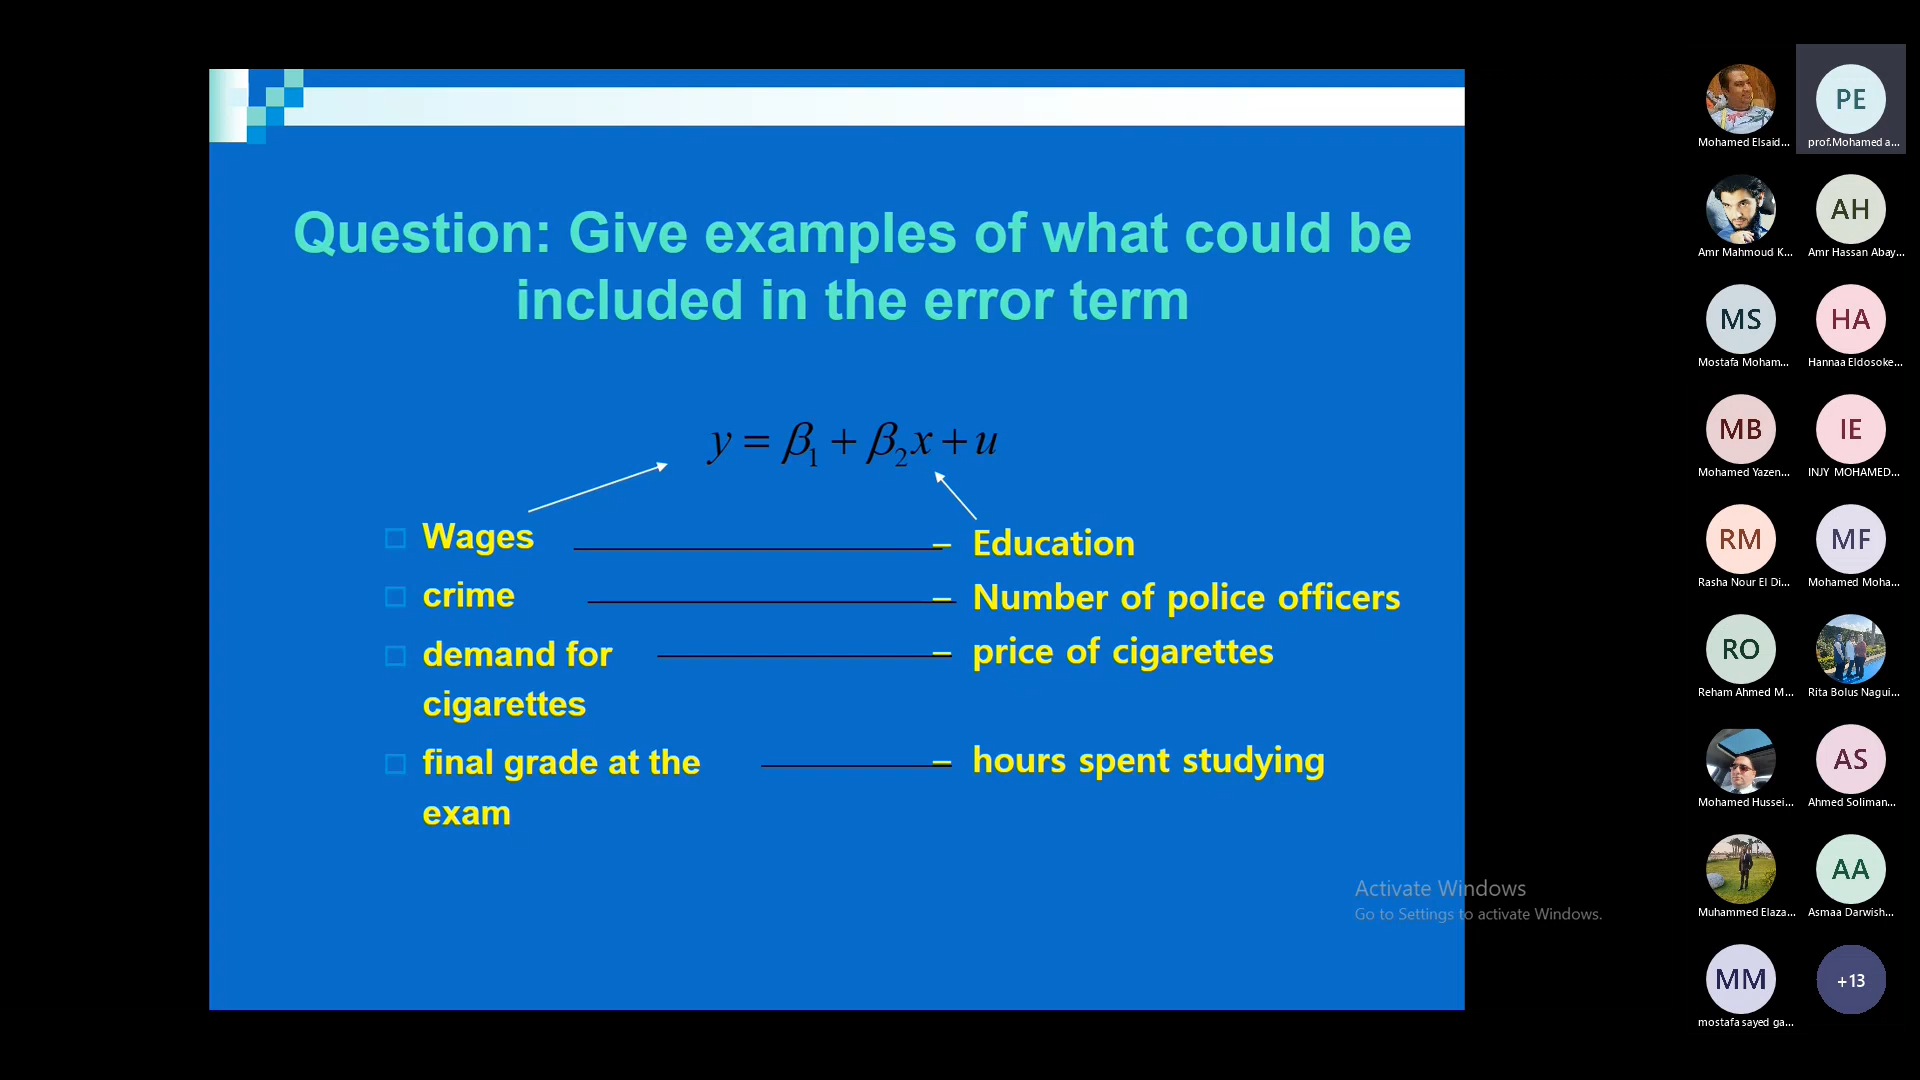 Question: Give examples of what could be
included in the error term
y = β₁ + β₂x + u
Wages
– Education
crime
– Number of police officers
demand for
cigarettes
– price of cigarettes
final grade at the
exam
– hours spent studying
Activate Windows
Go to Settings to activate Windows.
Mohamed Elsaid...
PE
prof.Mohamed a...
Amr Mahmoud K...
AH
Amr Hassan Abay...
MS
Mostafa Moham...
HA
Hannaa Eldosoke...
MB
Mohamed Yazen...
IE
INJY MOHAMED...
RM
Rasha Nour El Di...
MF
Mohamed Moha...
RO
Reham Ahmed M...
Rita Bolus Nagui...
Mohamed Hussei...
AS
Ahmed Soliman...
Muhammed Elaza...
AA
Asmaa Darwish...
MM
mostafa sayed ga...
+13